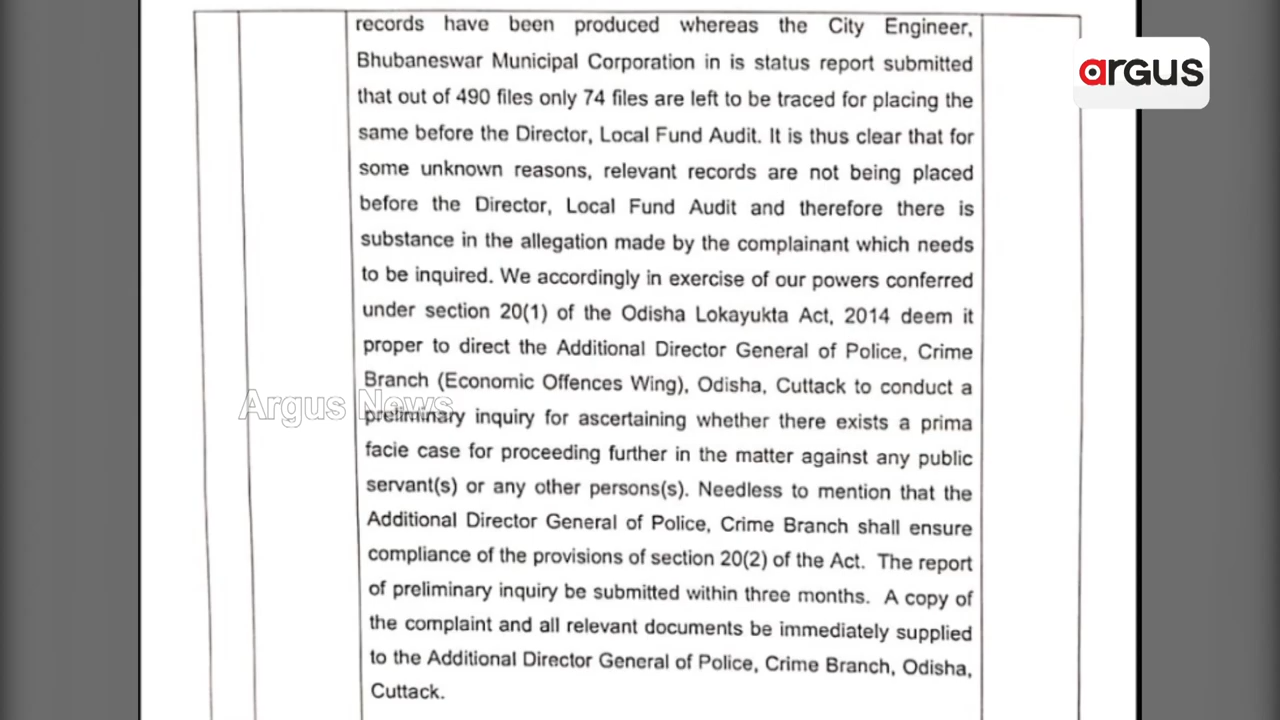 records have been produced whereas the City Engineer,
Bhubaneswar Municipal Corporation in is status report submitted
that out of 490 files only 74 files are left to be traced for placing the
same before the Director, Local Fund Audit. It is thus clear that for
some unknown reasons, relevant records are not being placed
before the Director, Local Fund Audit and therefore there is
substance in the allegation made by the complainant which needs
to be inquired. We accordingly in exercise of our powers conferred
under section 20(1) of the Odisha Lokayukta Act, 2014 deem it
proper to direct the Additional Director General of Police, Crime
Branch (Economic Offences Wing), Odisha, Cuttack to conduct a
preliminary inquiry for ascertaining whether there exists a prima
facie case for proceeding further in the matter against any public
servant(s) or any other persons(s). Needless to mention that the
Additional Director General of Police, Crime Branch shall ensure
compliance of the provisions of section 20(2) of the Act. The report
of preliminary inquiry be submitted within three months. A copy of
the complaint and all relevant documents be immediately supplied
to the Additional Director General of Police, Crime Branch, Odisha,
Cuttack.
argus
Argus News